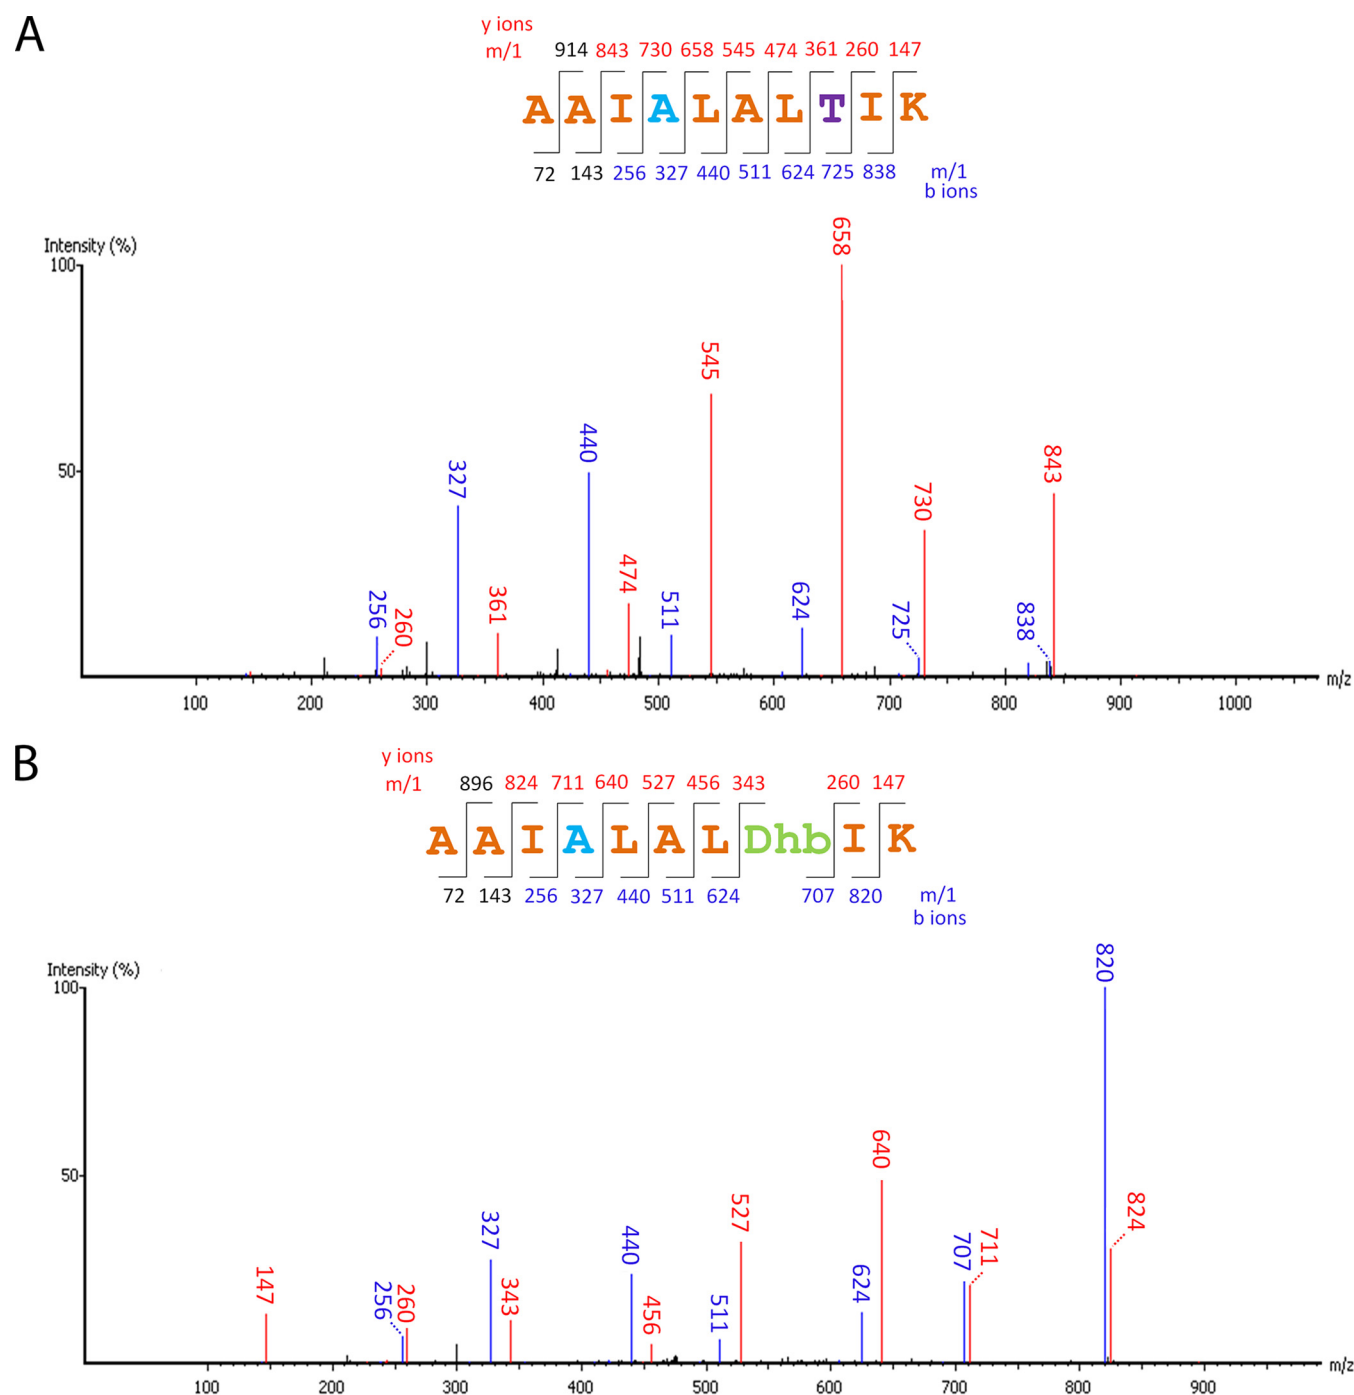 A
y ions
m/1 914 843 730 658 545 474 361 260 147
A A I A L A L T I K
72 143 256 327 440 511 624 725 838 m/1
b ions
Intensity (%)
100
50
256 260 327 361 440 474 511 545 624 658 725 730 838 843
100 200 300 400 500 600 700 800 900 1000 m/z
B
y ions
m/1 896 824 711 640 527 456 343 260 147
A A I A L A L Dhb I K
72 143 256 327 440 511 624 707 820 m/1
b ions
Intensity (%)
100
50
147 256 260 327 343 440 456 511 527 624 640 707 711 820 824
100 200 300 400 500 600 700 800 900 m/z